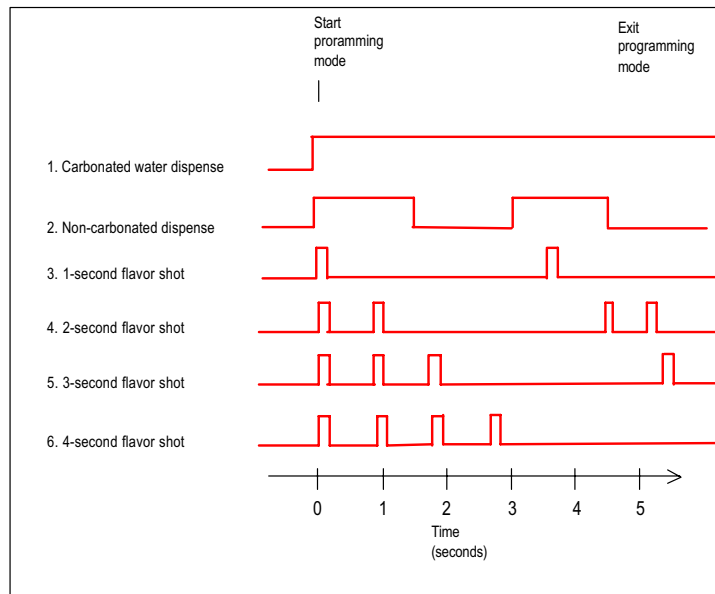 Start
proramming
mode
Exit
programming
mode
1. Carbonated water dispense
2. Non-carbonated dispense
3. 1-second flavor shot
4. 2-second flavor shot
5. 3-second flavor shot
6. 4-second flavor shot
0 1 2 3 4 5
Time
(seconds)